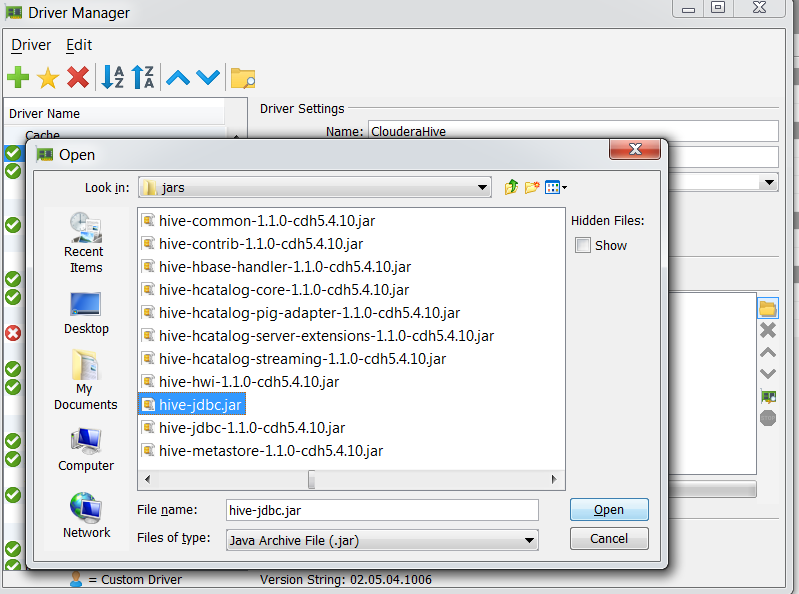 Driver Manager
Driver Edit
Driver Name
Driver Settings
Cache
Name: ClouderaHive
Open
Look in: jars
hive-common-1.1.0-cdh5.4.10.jar
hive-contrib-1.1.0-cdh5.4.10.jar
hive-hbase-handler-1.1.0-cdh5.4.10.jar
hive-hcatalog-core-1.1.0-cdh5.4.10.jar
hive-hcatalog-pig-adapter-1.1.0-cdh5.4.10.jar
hive-hcatalog-server-extensions-1.1.0-cdh5.4.10.jar
hive-hcatalog-streaming-1.1.0-cdh5.4.10.jar
hive-hwi-1.1.0-cdh5.4.10.jar
hive-jdbc.jar
hive-jdbc-1.1.0-cdh5.4.10.jar
hive-metastore-1.1.0-cdh5.4.10.jar
Hidden Files:
Show
Recent
Items
Desktop
My
Documents
Computer
Network
File name: hive-jdbc.jar
Open
Files of type: Java Archive File (.jar)
Cancel
= Custom Driver
Version String: 02.05.04.1006